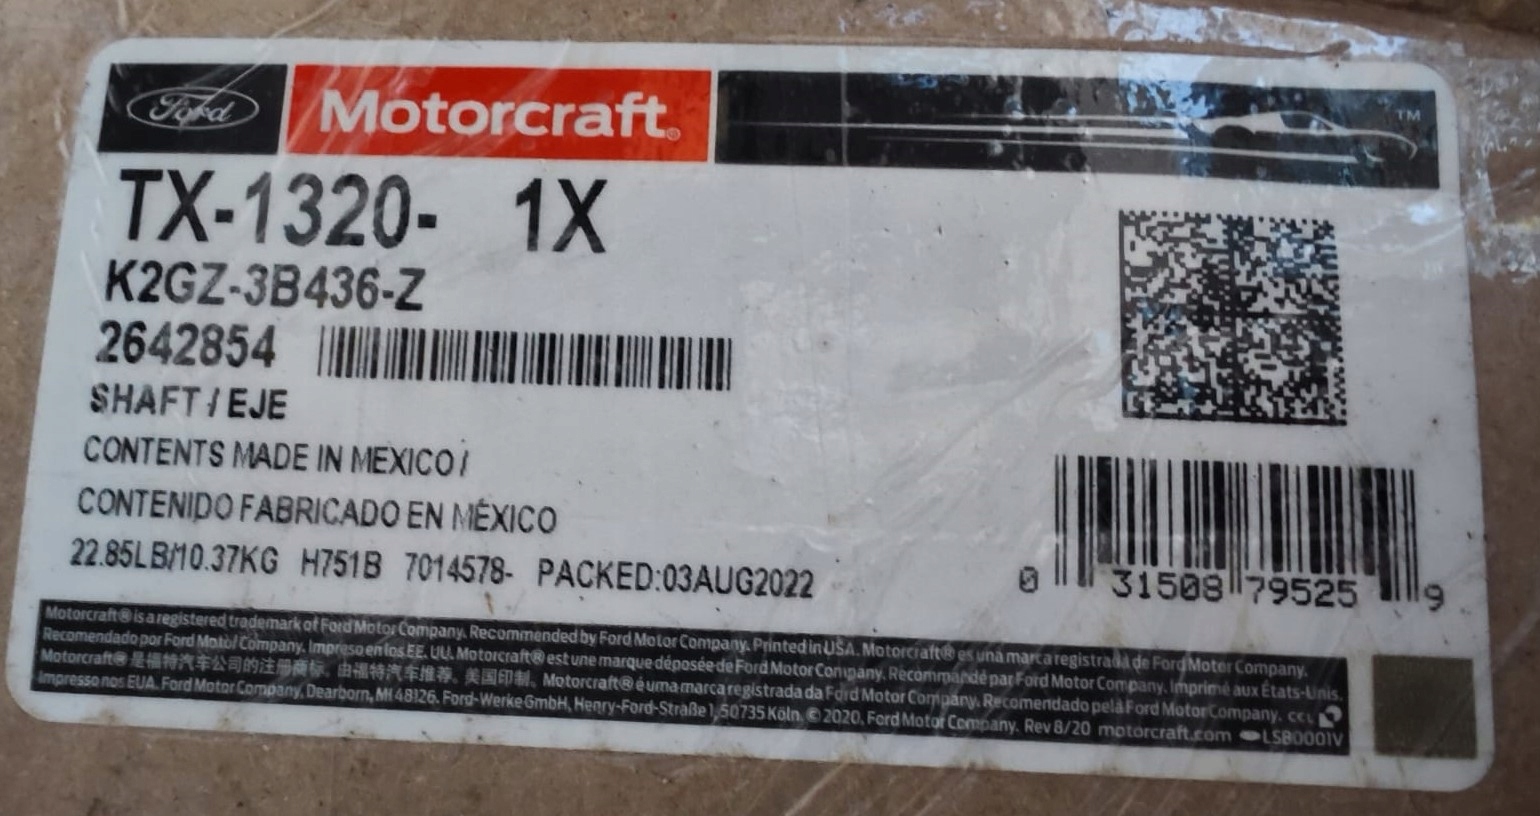 Ford Motorcraft® ™
TX-1320- 1X
K2GZ-3B436-Z
2642854
SHAFT / EJE
CONTENTS MADE IN MEXICO /
CONTENIDO FABRICADO EN MÉXICO
22.85LB/10.37KG H751B 7014578- PACKED:03AUG2022
0 31508 79525 9
Motorcraft® is a registered trademark of Ford Motor Company. Recommended by Ford Motor Company. Printed in USA. Motorcraft® es una marca registrada de Ford Motor Company.
Recomendado por Ford Motor Company. Impreso en los EE. UU. Motorcraft® est une marque déposée de Ford Motor Company. Recommandé par Ford Motor Company. Imprimé aux États-Unis.
Motorcraft® 是福特汽车公司的注册商标。由福特汽车推荐。美国印制。Motorcraft® é uma marca registrada da Ford Motor Company. Recomendado pela Ford Motor Company. CCL
Impresso nos EUA. Ford Motor Company, Dearborn, MI 48126. Ford-Werke GmbH, Henry-Ford-Straße 1, 50735 Köln. © 2020, Ford Motor Company. Rev 8/20 motorcraft.com LSB0001V